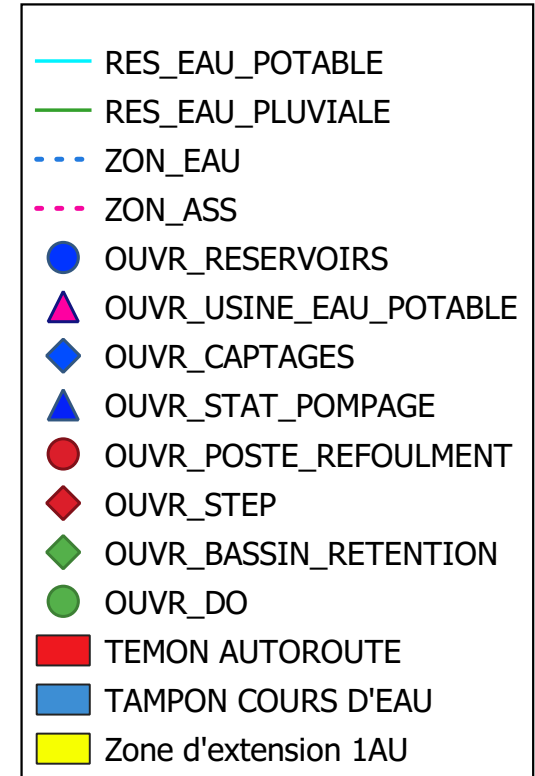 RES_EAU_POTABLE
RES_EAU_PLUVIALE
ZON_EAU
ZON_ASS
OUVR_RESERVOIRS
OUVR_USINE_EAU_POTABLE
OUVR_CAPTAGES
OUVR_STAT_POMPAGE
OUVR_POSTE_REFOULMENT
OUVR_STEP
OUVR_BASSIN_RETENTION
OUVR_DO
TEMON AUTOROUTE
TAMPON COURS D'EAU
Zone d'extension 1AU